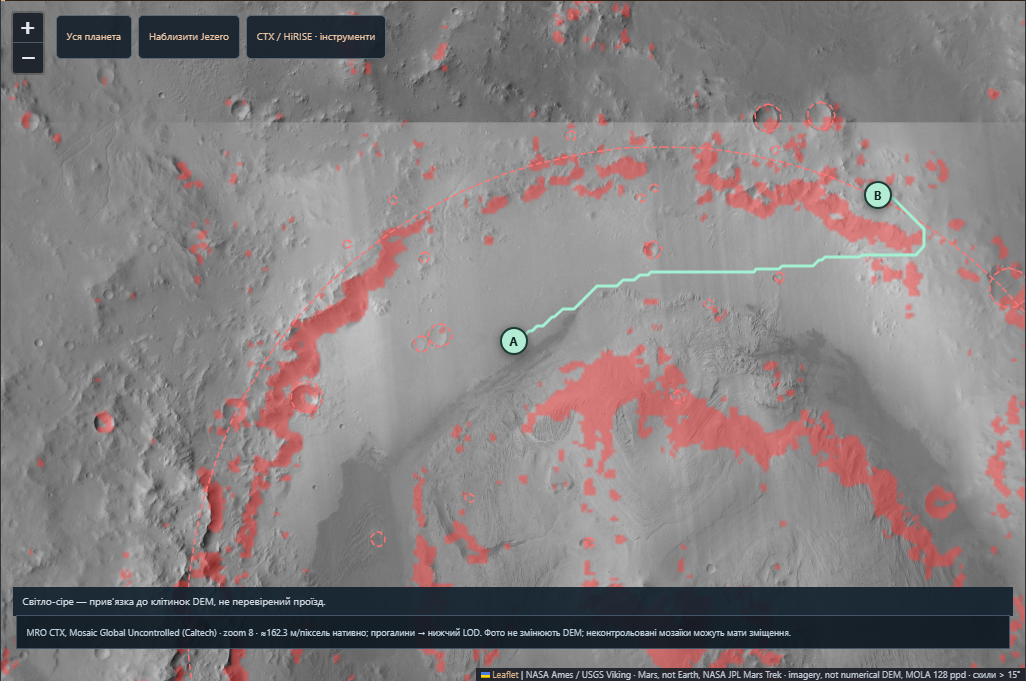 +
−
Уся планета
Наблизити Jezero
CTX / HiRISE · інструменти
B
A
Світло-сіре — прив'язка до клітинок DEM, не перевірений проїзд.
MRO CTX, Mosaic Global Uncontrolled (Caltech) · zoom 8 · ≈162.3 м/піксель нативно; прогалини → нижчий LOD. Фото не змінюють DEM; неконтрольовані мозаїки можуть мати зміщення.
Leaflet | NASA Ames / USGS Viking · Mars, not Earth, NASA JPL Mars Trek · imagery, not numerical DEM, MOLA 128 ppd · схили > 15°